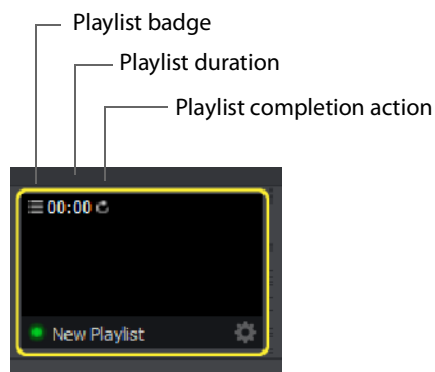 Playlist badge
Playlist duration
Playlist completion action
00:00
New Playlist